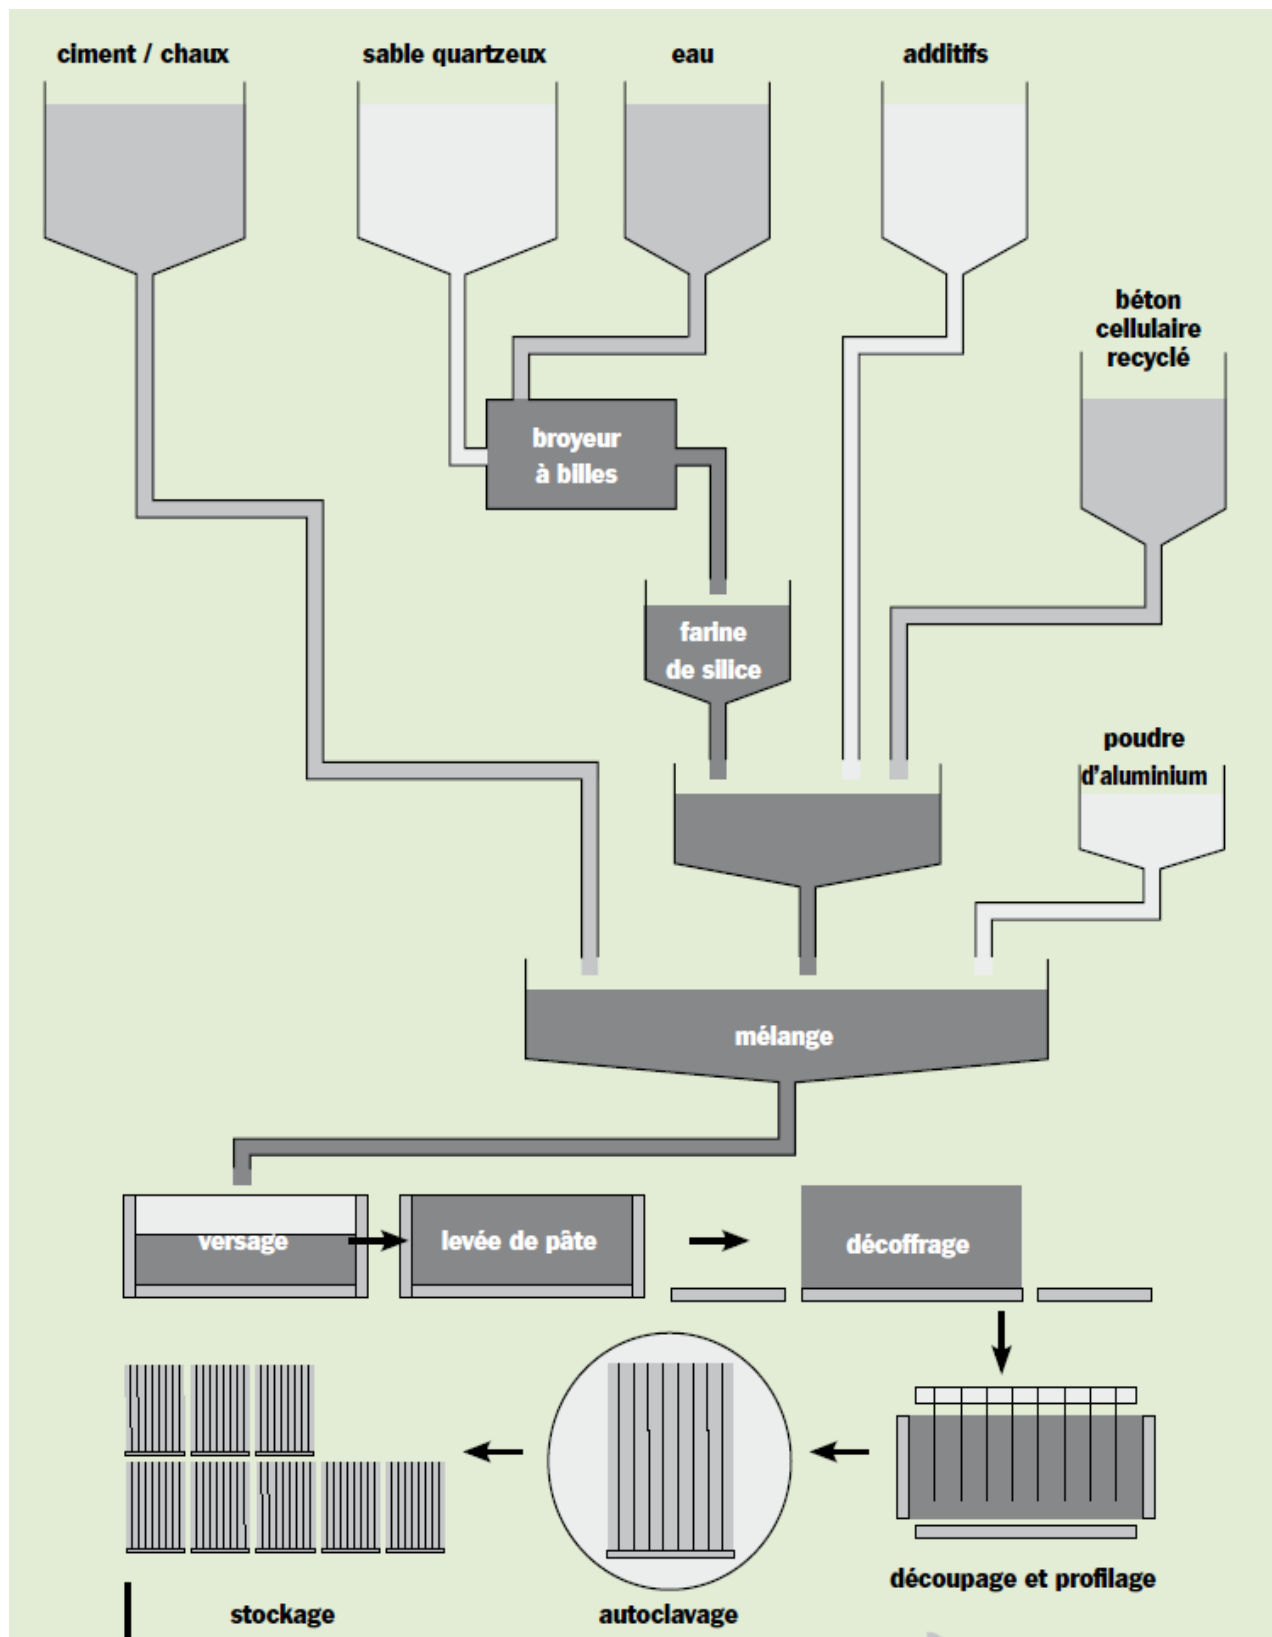 ciment / chaux
sable quartzeux
eau
additifs
béton
cellulaire
recyclé
broyeur
à billes
farine
de silice
poudre
d'aluminium
mélange
versage
levée de pâte
décoffrage
découpage et profilage
autoclavage
stockage